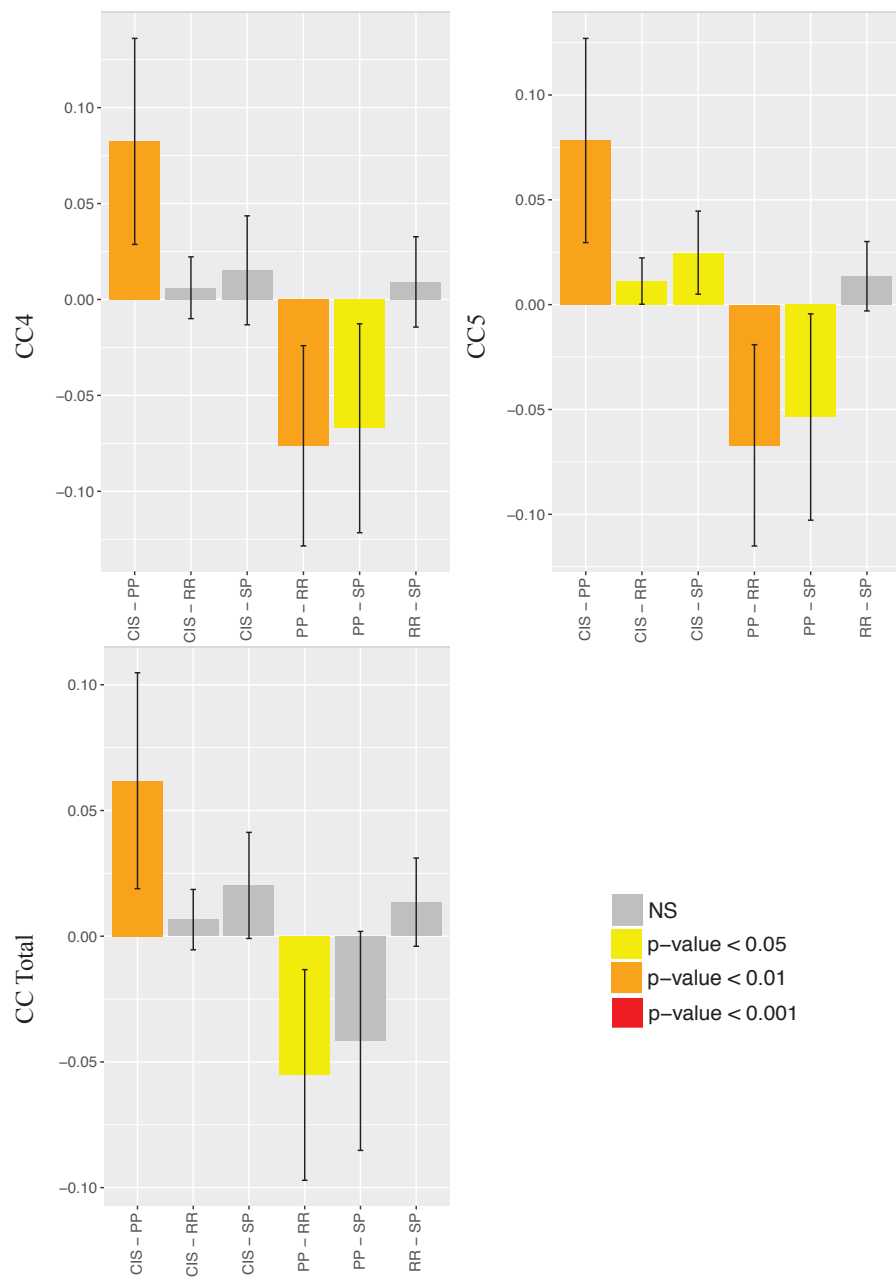 CC4
0.10
0.05
0.00
−0.05
−0.10
CIS − PP
CIS − RR
CIS − SP
PP − RR
PP − SP
RR − SP
CC5
0.10
0.05
0.00
−0.05
−0.10
CIS − PP
CIS − RR
CIS − SP
PP − RR
PP − SP
RR − SP
CC Total
0.10
0.05
0.00
−0.05
−0.10
CIS − PP
CIS − RR
CIS − SP
PP − RR
PP − SP
RR − SP
NS
p−value < 0.05
p−value < 0.01
p−value < 0.001